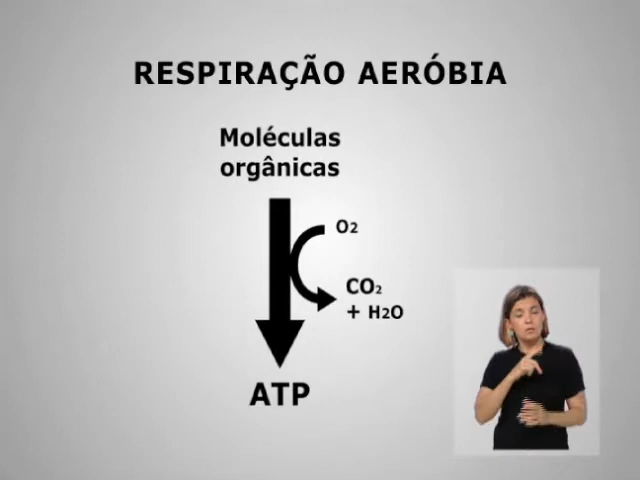 RESPIRAÇÃO AERÓBIA
Moléculas
orgânicas
O2
CO2
+ H2O
ATP